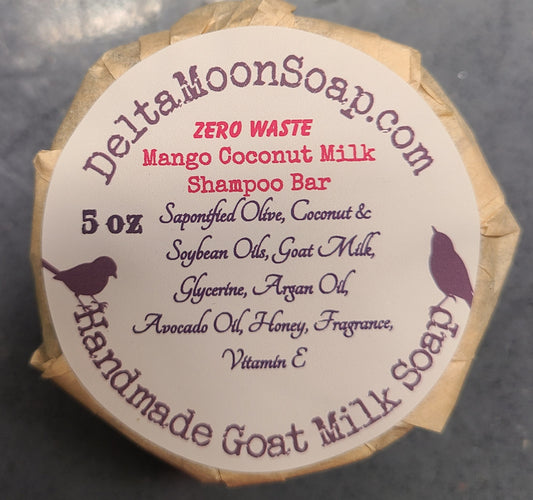 DeltaMoonSoap.com
ZERO WASTE
Mango Coconut Milk
Shampoo Bar
5 oz
Saponified Olive, Coconut &
Soybean Oils, Goat Milk,
Glycerine, Argan Oil,
Avocado Oil, Honey, Fragrance,
Vitamin E
Handmade Goat Milk Soap